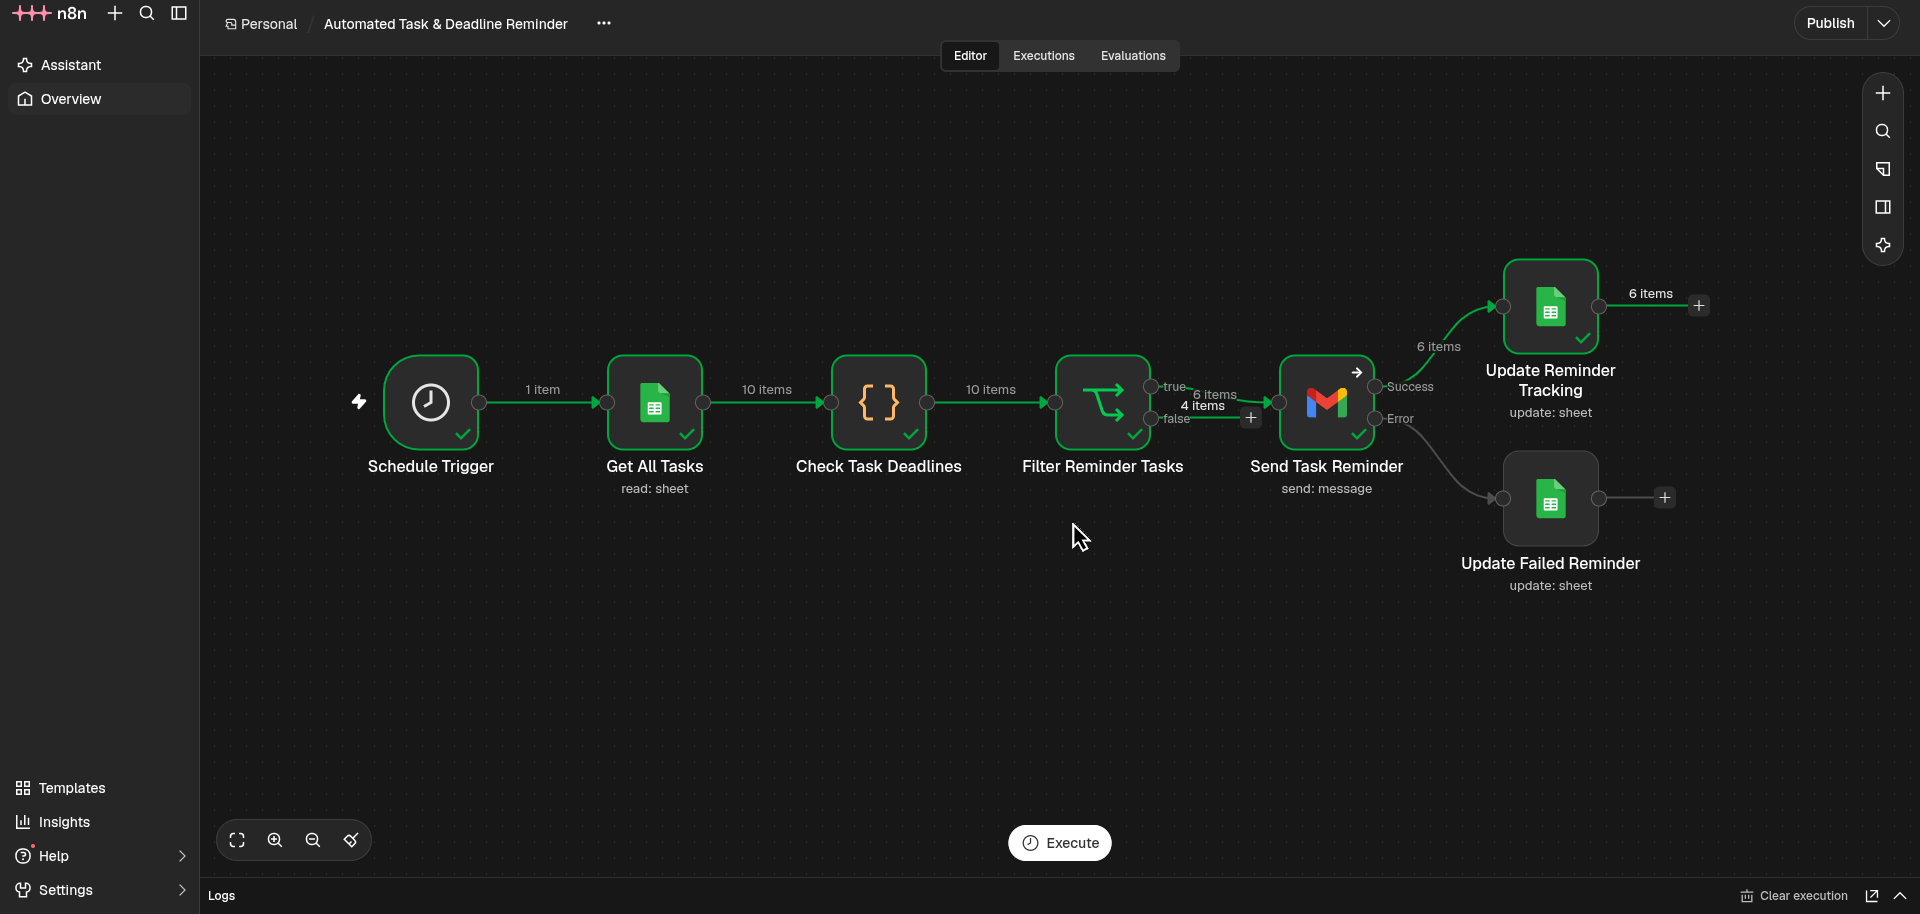 n8n
Personal / Automated Task & Deadline Reminder
Publish
Editor Executions Evaluations
Assistant
Overview
6 items
6 items
Update Reminder
Tracking
update: sheet
1 item
10 items
10 items
true
6 items
4 items
false
Success
Error
Schedule Trigger
Get All Tasks
read: sheet
Check Task Deadlines
Filter Reminder Tasks
Send Task Reminder
send: message
Update Failed Reminder
update: sheet
Templates
Insights
Help
Settings
Execute
Logs
Clear execution